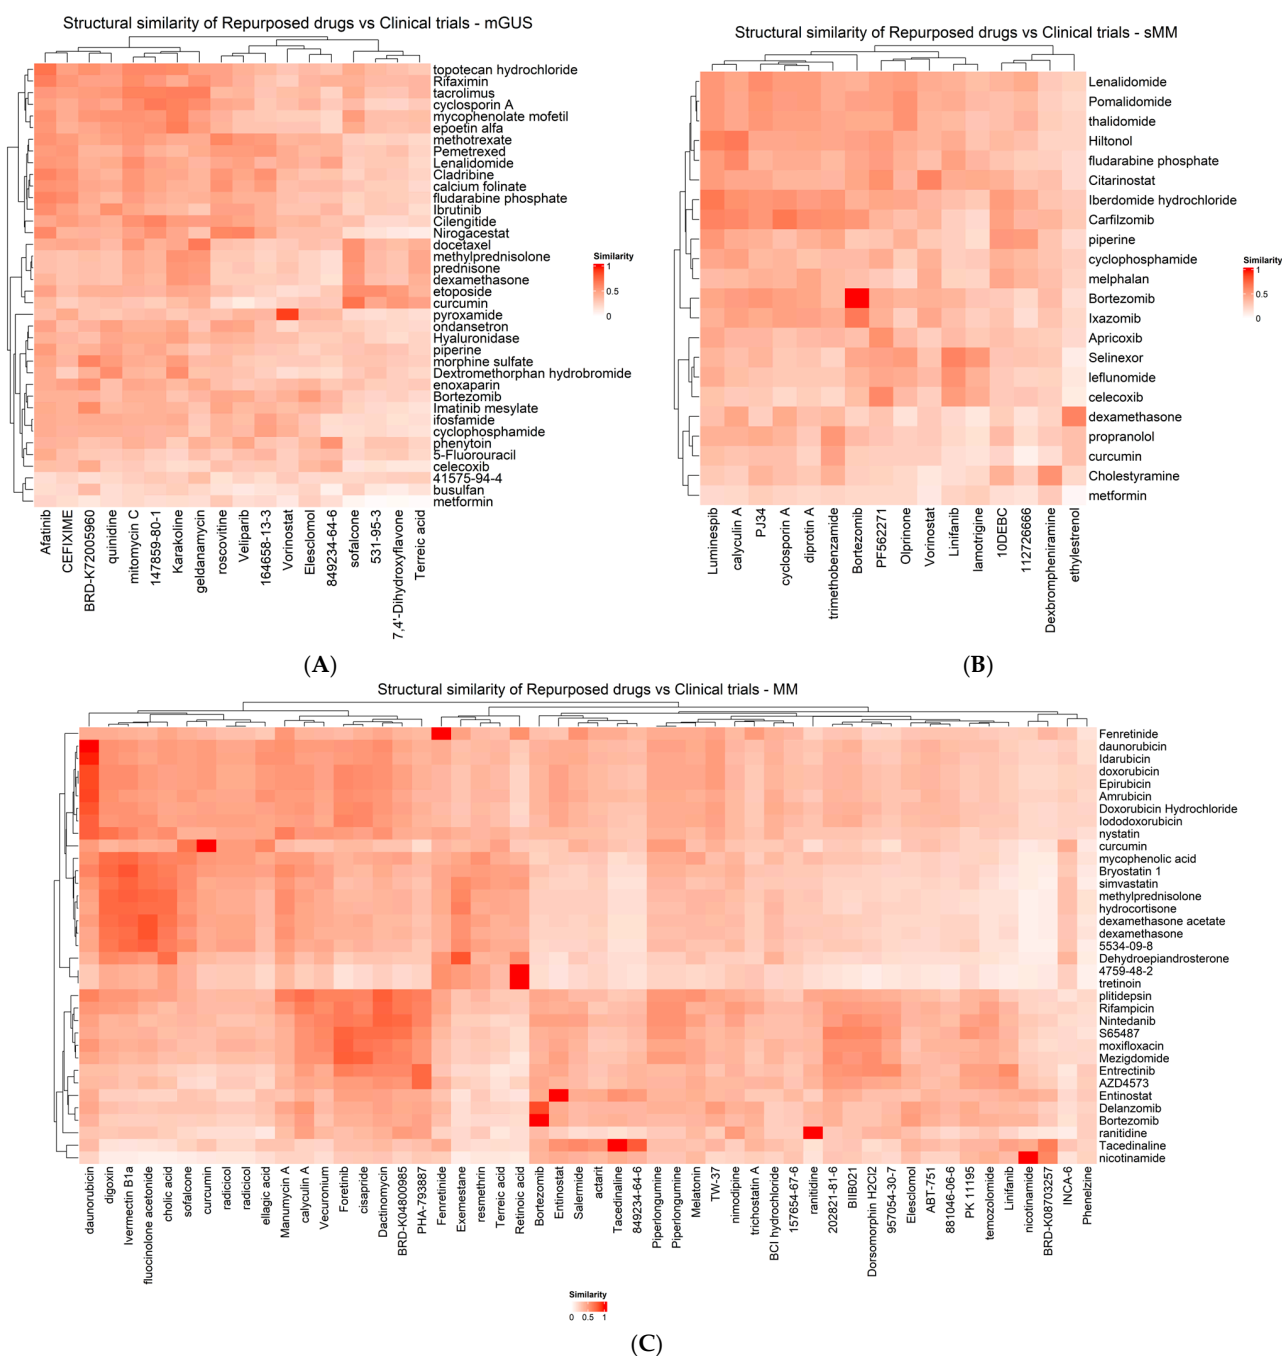 Structural similarity of Repurposed drugs vs Clinical trials - mGUS
topotecan hydrochloride
Rifaximin
tacrolimus
cyclosporin A
mycophenolate mofetil
epoetin alfa
methotrexate
Pemetrexed
Lenalidomide
Cladribine
calcium folinate
fludarabine phosphate
Ibrutinib
Cilengitide
Nirogacestat
docetaxel
methylprednisolone
prednisone
dexamethasone
etoposide
curcumin
pyroxamide
ondansetron
Hyaluronidase
piperine
morphine sulfate
Dextromethorphan hydrobromide
enoxaparin
Bortezomib
Imatinib mesylate
ifosfamide
cyclophosphamide
phenytoin
5-Fluorouracil
celecoxib
41575-94-4
busulfan
metformin
Similarity
1
0.5
0
Afatinib
CEFIXIME
BRD-K72005960
quinidine
mitomycin C
147859-80-1
Karakoline
geldanamycin
roscovitine
Veliparib
164658-13-3
Vorinostat
Elesclomol
849234-64-6
sofalcone
531-95-3
7,4'-Dihydroxyflavone
Terreic acid
(A)
Structural similarity of Repurposed drugs vs Clinical trials - sMM
Lenalidomide
Pomalidomide
thalidomide
Hiltonol
fludarabine phosphate
Citarinostat
Iberdomide hydrochloride
Carfilzomib
piperine
cyclophosphamide
melphalan
Bortezomib
Ixazomib
Apricoxib
Selinexor
leflunomide
celecoxib
dexamethasone
propranolol
curcumin
Cholestyramine
metformin
Similarity
1
0.5
0
Luminespib
calyculin A
PJ34
cyclosporin A
diprotin A
trimethobenzamide
Bortezomib
PF562271
Olprinone
Vorinostat
Linifanib
lamotrigine
10DEBC
112726666
Dexbrompheniramine
ethylestrenol
(B)
Structural similarity of Repurposed drugs vs Clinical trials - MM
Fenretinide
daunorubicin
Idarubicin
doxorubicin
Epirubicin
Amrubicin
Doxorubicin Hydrochloride
Iododoxorubicin
nystatin
curcumin
mycophenolic acid
Bryostatin 1
simvastatin
methylprednisolone
hydrocortisone
dexamethasone acetate
dexamethasone
5534-09-8
Dehydroepiandrosterone
4759-48-2
tretinoin
plitidepsin
Rifampicin
Nintedanib
S65487
moxifloxacin
Mezigdomide
Entrectinib
AZD4573
Entinostat
Delanzomib
Bortezomib
ranitidine
Tacedinaline
nicotinamide
daunorubicin
digoxin
Ivermectin B1a
fluocinolone acetonide
cholic acid
sofalcone
curcumin
radicicol
radicicol
ellagic acid
Manumycin A
calyculin A
Vecuronium
Foretinib
cisapride
Dactinomycin
BRD-K04800985
PHA-793887
Fenretinide
Exemestane
resmethrin
Terreic acid
Retinoic acid
Bortezomib
Entinostat
Salermide
actarit
Tacedinaline
849234-64-6
Piperlongumine
Piperlongumine
Melatonin
TW-37
nimodipine
trichostatin A
BCI hydrochloride
157654-67-6
ranitidine
202821-81-6
BIIB021
Dorsomorphin H2Cl2
957054-30-7
Elesclomol
ABT-751
881046-06-6
PK 11195
temozolomide
Linifanib
nicotinamide
BRD-K08703257
INCA-6
Phenelzine
Similarity
0 0.5 1
(C)